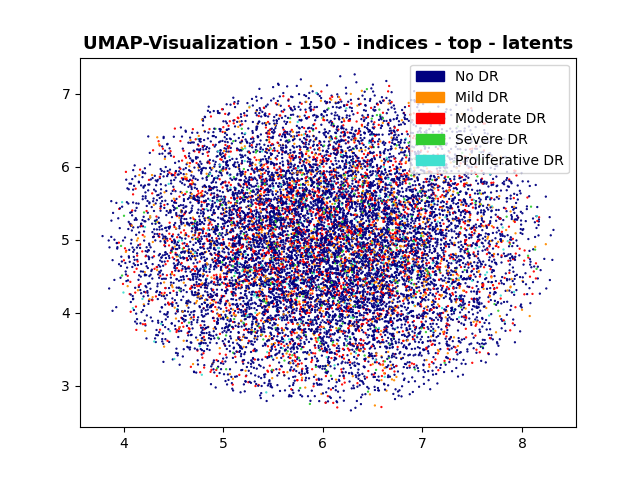 UMAP-Visualization - 150 - indices - top - latents
No DR
Mild DR
Moderate DR
Severe DR
Proliferative DR
7
6
5
4
3
4 5 6 7 8